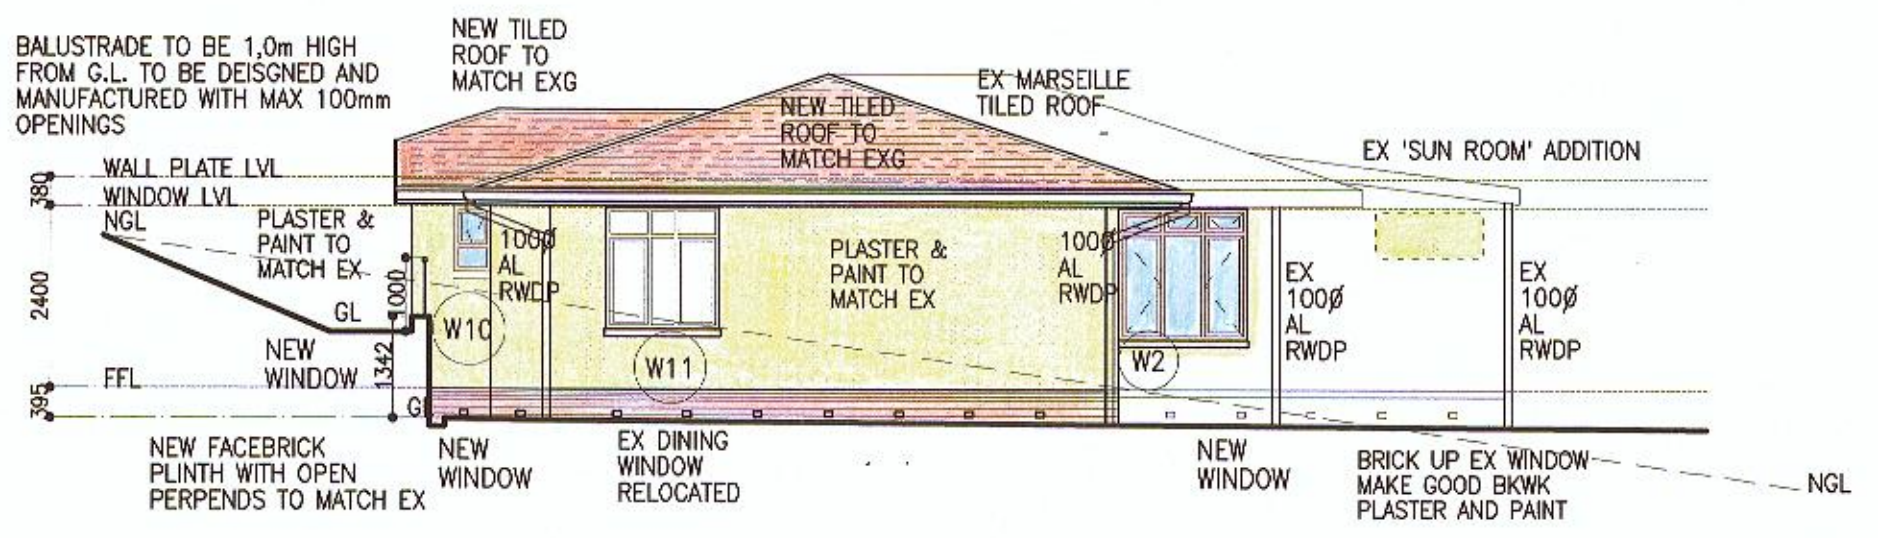 BALUSTRADE TO BE 1,0m HIGH
FROM G.L. TO BE DEISGNED AND
MANUFACTURED WITH MAX 100mm
OPENINGS
NEW TILED
ROOF TO
MATCH EXG
NEW TILED
ROOF TO
MATCH EXG
EX MARSEILLE
TILED ROOF
EX 'SUN ROOM' ADDITION
WALL PLATE LVL
WINDOW LVL
NGL
380
2400
395
PLASTER &
PAINT TO
MATCH EX
1000
GL
1342
NEW
WINDOW
FFL
W10
100Ø
AL
RWDP
W11
PLASTER &
PAINT TO
MATCH EX
100Ø
AL
RWDP
W2
EX
100Ø
AL
RWDP
EX
100Ø
AL
RWDP
NEW FACEBRICK
PLINTH WITH OPEN
PERPENDS TO MATCH EX
NEW
WINDOW
EX DINING
WINDOW
RELOCATED
NEW
WINDOW
BRICK UP EX WINDOW
MAKE GOOD BKWK
PLASTER AND PAINT
NGL